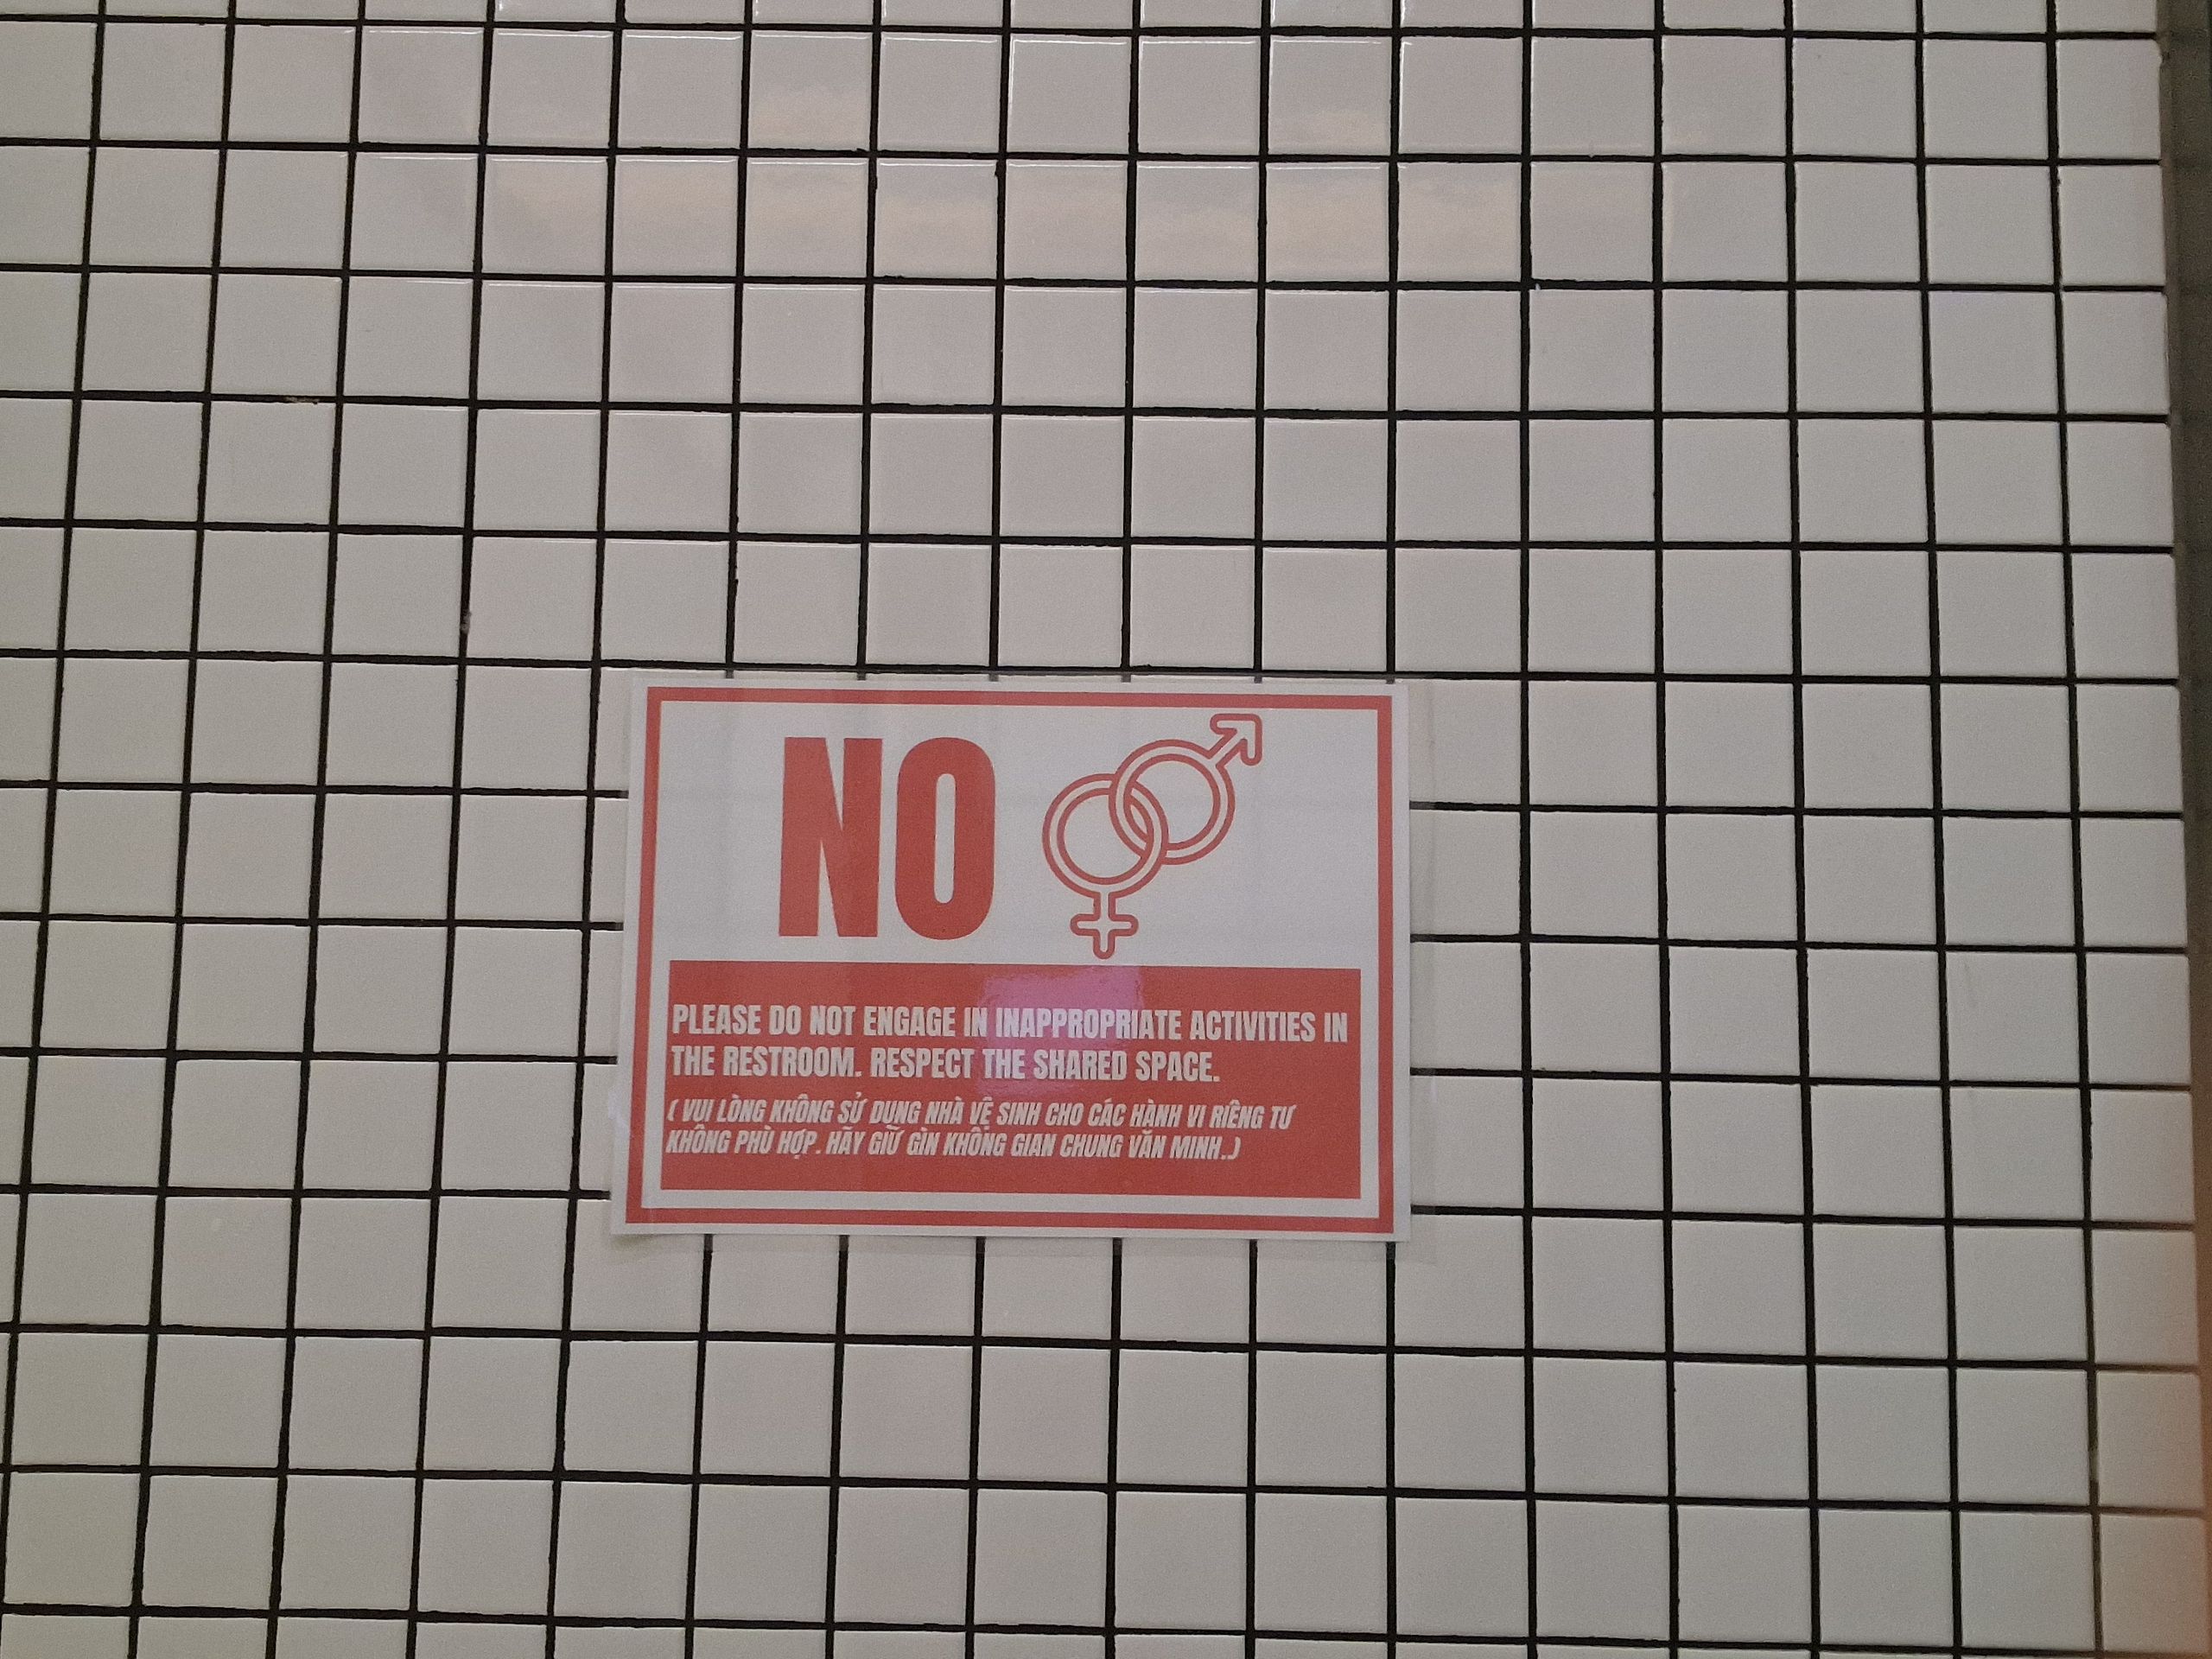 NO
PLEASE DO NOT ENGAGE IN INAPPROPRIATE ACTIVITIES IN
THE RESTROOM. RESPECT THE SHARED SPACE.
( VUI LÒNG KHÔNG SỬ DỤNG NHÀ VỆ SINH CHO CÁC HÀNH VI RIÊNG TƯ
KHÔNG PHÙ HỢP. HÃY GIỮ GÌN KHÔNG GIAN CHUNG VĂN MINH.)